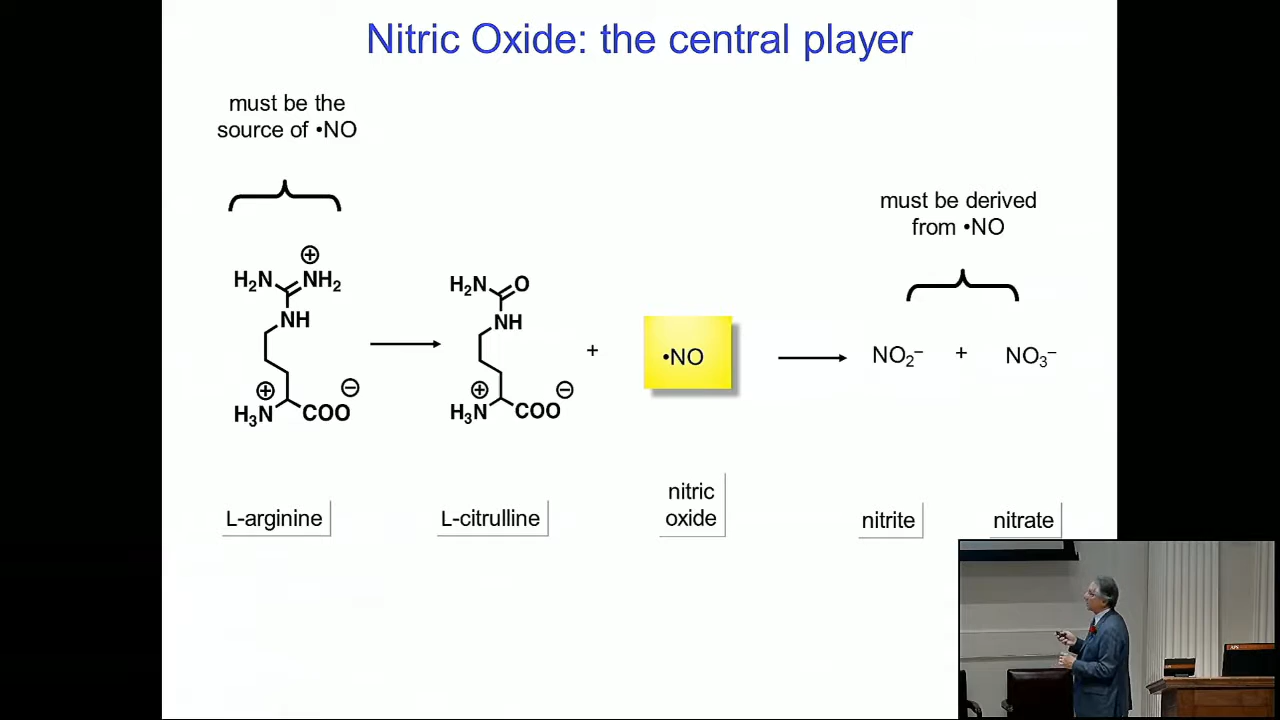 Nitric Oxide: the central player
must be the
source of •NO
must be derived
from •NO
⊕
H₂N NH₂
NH
⊕ ⊖
H₃N COO
H₂N O
NH
⊕ ⊖
H₃N COO
+
•NO
NO₂⁻ + NO₃⁻
L-arginine
L-citrulline
nitric
oxide
nitrite
nitrate
APS